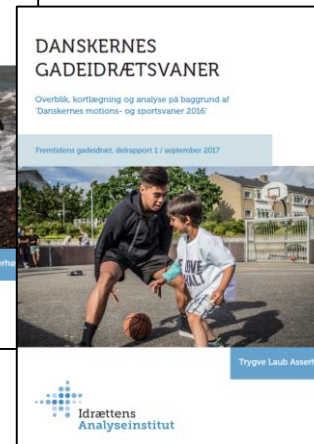 DANSKERNES
GADEIDRÆTSVANER
Overblik, kortlægning og analyse på baggrund af
'Danskernes motions- og sportsvaner 2016'
Fremtidens gadeidræt, delrapport 1 / september 2017
Trygve Laub Asserh
Idrættens
Analyseinstitut